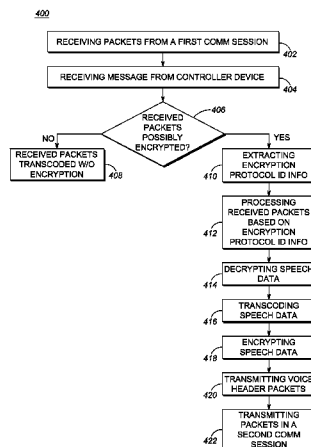 400
RECEIVING PACKETS FROM A FIRST COMM SESSION
402
RECEIVING MESSAGE FROM CONTROLLER DEVICE
404
RECEIVED
PACKETS
POSSIBLY
ENCRYPTED?
406
NO
YES
RECEIVED PACKETS
TRANSCODED W/O
ENCRYPTION
408
EXTRACTING
ENCRYPTION
PROTOCOL ID INFO
410
PROCESSING
RECEIVED PACKETS
BASED ON
ENCRYPTION
PROTOCOL ID INFO
412
DECRYPTING SPEECH
DATA
414
TRANSCODING
SPEECH DATA
416
ENCRYPTING
SPEECH DATA
418
TRANSMITTING VOICE
HEADER PACKETS
420
TRANSMITTING
PACKETS IN A
SECOND COMM
SESSION
422